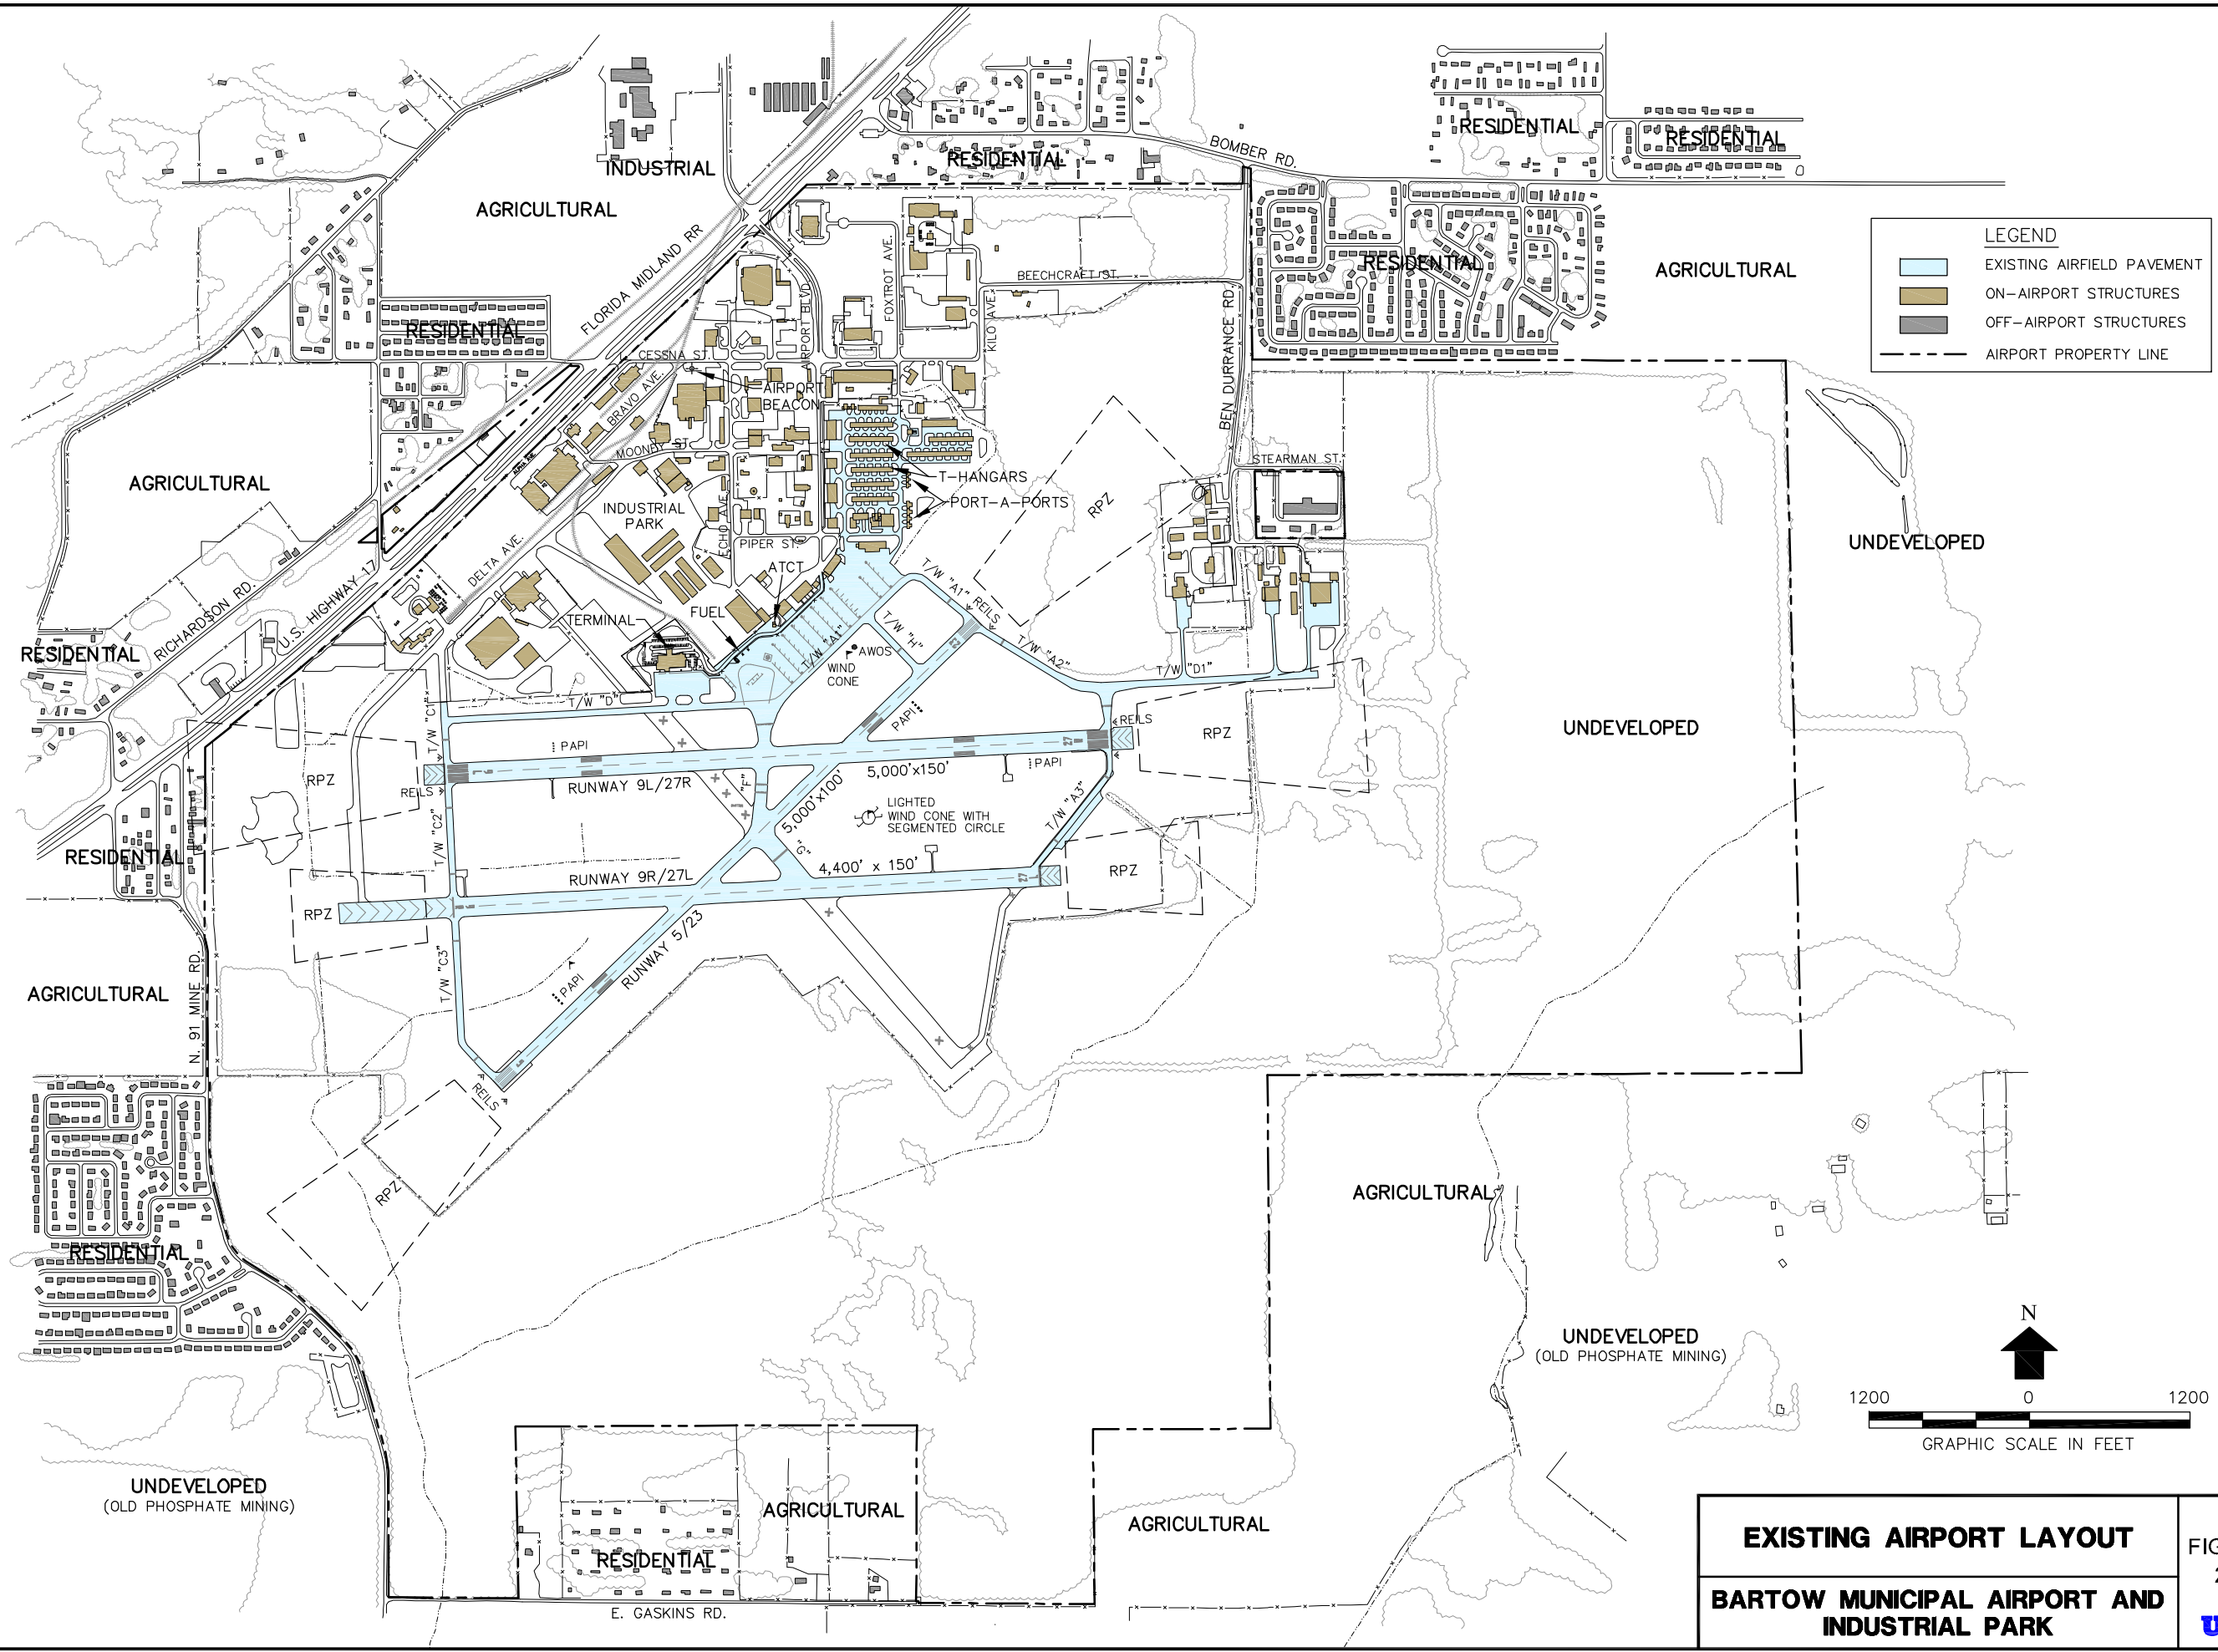 BOMBER RD.
RESIDENTIAL
RESIDENTIAL
RESIDENTIAL
INDUSTRIAL
AGRICULTURAL
FLORIDA MIDLAND RR
FOXTROT AVE.
AIRPORT BLVD.
BEECHCRAFT ST.
KILO AVE.
BEN DURRANCE RD.
RESIDENTIAL
AGRICULTURAL
LEGEND
EXISTING AIRFIELD PAVEMENT
ON-AIRPORT STRUCTURES
OFF-AIRPORT STRUCTURES
AIRPORT PROPERTY LINE
RESIDENTIAL
CESSNA ST.
BRAVO AVE.
AIRPORT
BEACON
MOONEY ST.
ALPHA AVE.
AGRICULTURAL
T-HANGARS
PORT-A-PORTS
RPZ
STEARMAN ST.
INDUSTRIAL
PARK
ECHO AVE.
PIPER ST.
DELTA AVE.
ATCT
FUEL
TERMINAL
UNDEVELOPED
U.S. HIGHWAY 17
RICHARDSON RD.
RESIDENTIAL
T/W "A1"
REILS
T/W "H"
23
T/W "A2"
T/W "A1"
AWOS
WIND
CONE
T/W "D1"
T/W "D"
T/W "C1"
PAPI
REILS
RPZ
UNDEVELOPED
PAPI
27
RPZ
REILS
RUNWAY 9L/27R
5,000'x150'
PAPI
"F"
5,000'x100'
LIGHTED
WIND CONE WITH
SEGMENTED CIRCLE
T/W "A3"
T/W "C2"
RESIDENTIAL
"G"
RUNWAY 9R/27L
4,400' x 150'
27
RPZ
RPZ
RUNWAY 5/23
T/W "C3"
PAPI
N. 91 MINE RD.
AGRICULTURAL
REILS
RPZ
RESIDENTIAL
AGRICULTURAL
UNDEVELOPED
(OLD PHOSPHATE MINING)
N
1200 0 1200
GRAPHIC SCALE IN FEET
UNDEVELOPED
(OLD PHOSPHATE MINING)
AGRICULTURAL
RESIDENTIAL
AGRICULTURAL
E. GASKINS RD.
EXISTING AIRPORT LAYOUT
BARTOW MUNICIPAL AIRPORT AND
INDUSTRIAL PARK
FIG